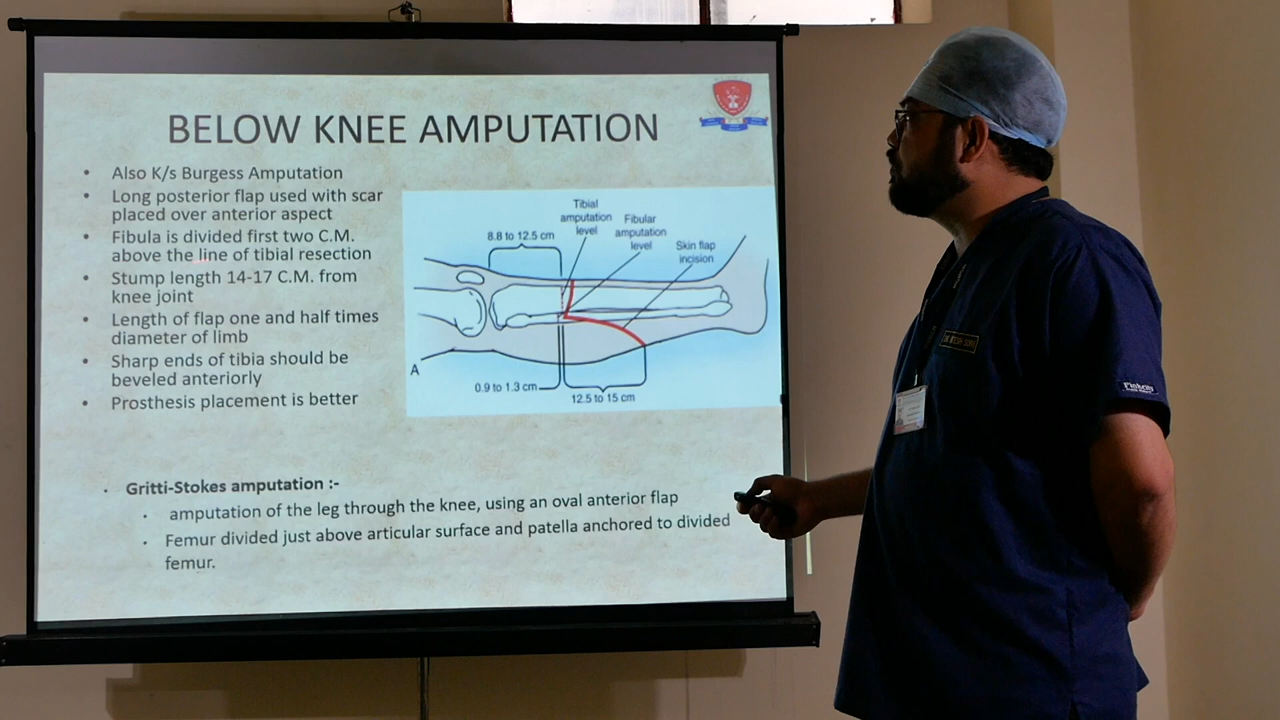 BELOW KNEE AMPUTATION
• Also K/s Burgess Amputation
• Long posterior flap used with scar
placed over anterior aspect
• Fibula is divided first two C.M.
above the line of tibial resection
• Stump length 14-17 C.M. from
knee joint
• Length of flap one and half times
diameter of limb
• Sharp ends of tibia should be
beveled anteriorly
• Prosthesis placement is better
Tibial
amputation
level
Fibular
amputation
level
Skin flap
incision
8.8 to 12.5 cm
A
0.9 to 1.3 cm
12.5 to 15 cm
• Gritti-Stokes amputation :-
• amputation of the leg through the knee, using an oval anterior flap
• Femur divided just above articular surface and patella anchored to divided
femur.